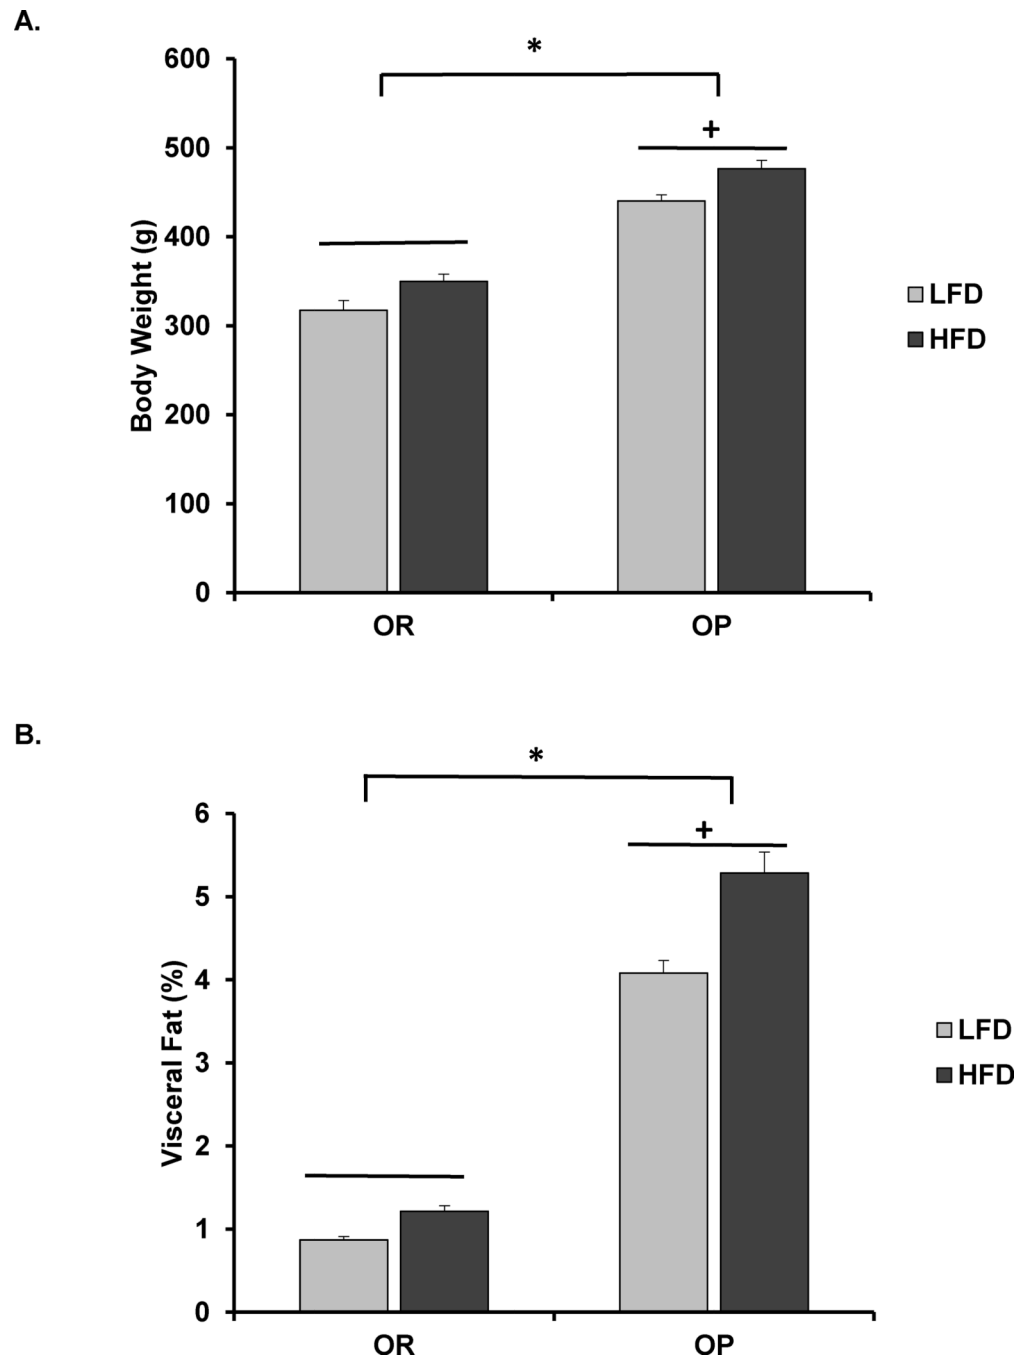 A.
*
600
+
500
400
300
200
100
0
Body Weight (g)
LFD
HFD
OR OP
B.
*
6
+
5
4
3
2
1
0
Visceral Fat (%)
LFD
HFD
OR OP